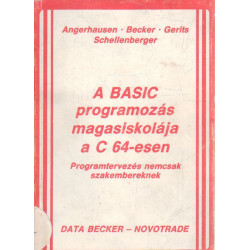 Angerhausen · Becker · Gerits
Schellenberger
A BASIC
programozás
magasiskolája
a C 64-esen
Programtervezés nemcsak
szakembereknek
DATA BECKER – NOVOTRADE